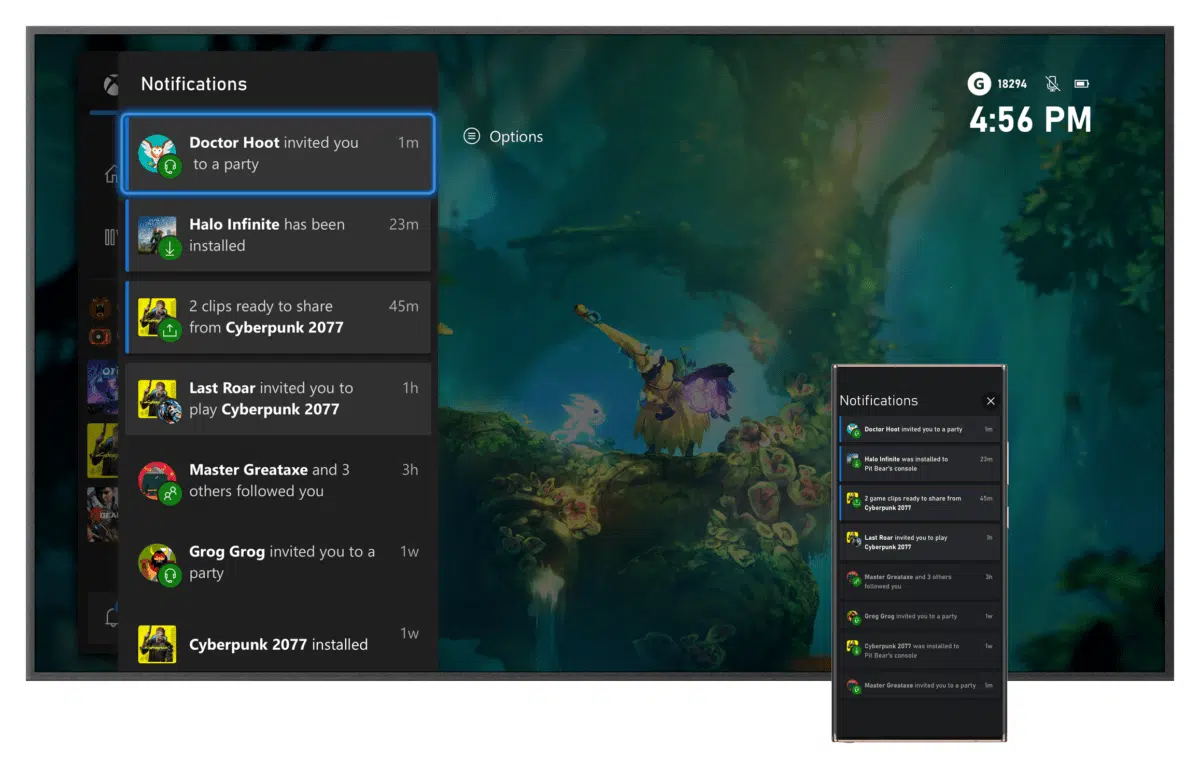 Notifications
Doctor Hoot invited you 1m
to a party
Halo Infinite has been 23m
installed
2 clips ready to share 45m
from Cyberpunk 2077
Last Roar invited you to 1h
play Cyberpunk 2077
Master Greataxe and 3 3h
others followed you
Grog Grog invited you to a 1w
party
Cyberpunk 2077 installed 1w
Options
G 18294
4:56 PM
Notifications
Doctor Hoot invited you to a party 1m
Halo Infinite was installed to 23m
Pit Bear's console
2 game clips ready to share from 45m
Cyberpunk 2077
Last Roar invited you to play
Cyberpunk 2077
Master Greataxe and 3 others 3h
followed you
Grog Grog invited you to a party 1w
Cyberpunk 2077 was installed to 1w
Pit Bear's console
Master Greataxe invited you to a party 1m